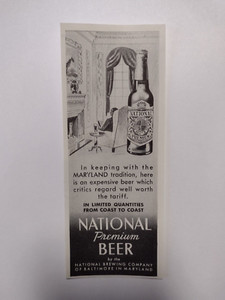 NATIONAL
In keeping with the
MARYLAND tradition, here
is an expensive beer which
critics regard well worth
the tariff.
IN LIMITED QUANTITIES
FROM COAST TO COAST
NATIONAL
Premium
BEER
by the
NATIONAL BREWING COMPANY
OF BALTIMORE IN MARYLAND